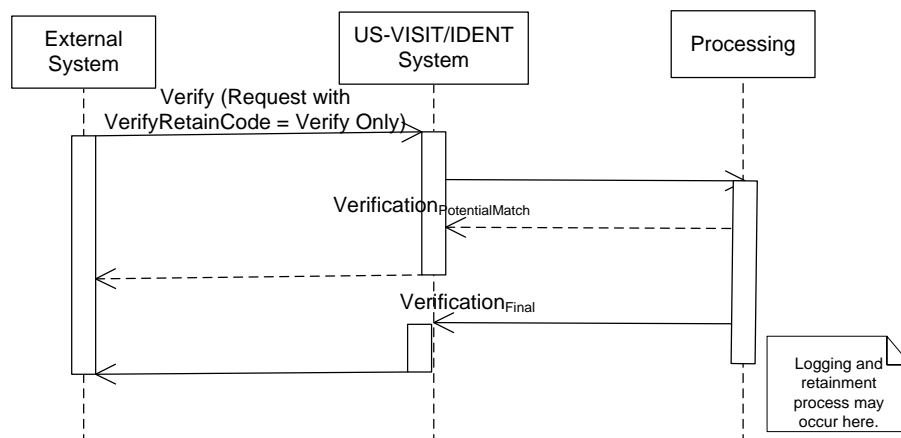 External
System
US-VISIT/IDENT
System
Processing
Verify (Request with
VerifyRetainCode = Verify Only)
VerificationPotentialMatch
VerificationFinal
Logging and
retainment
process may
occur here.